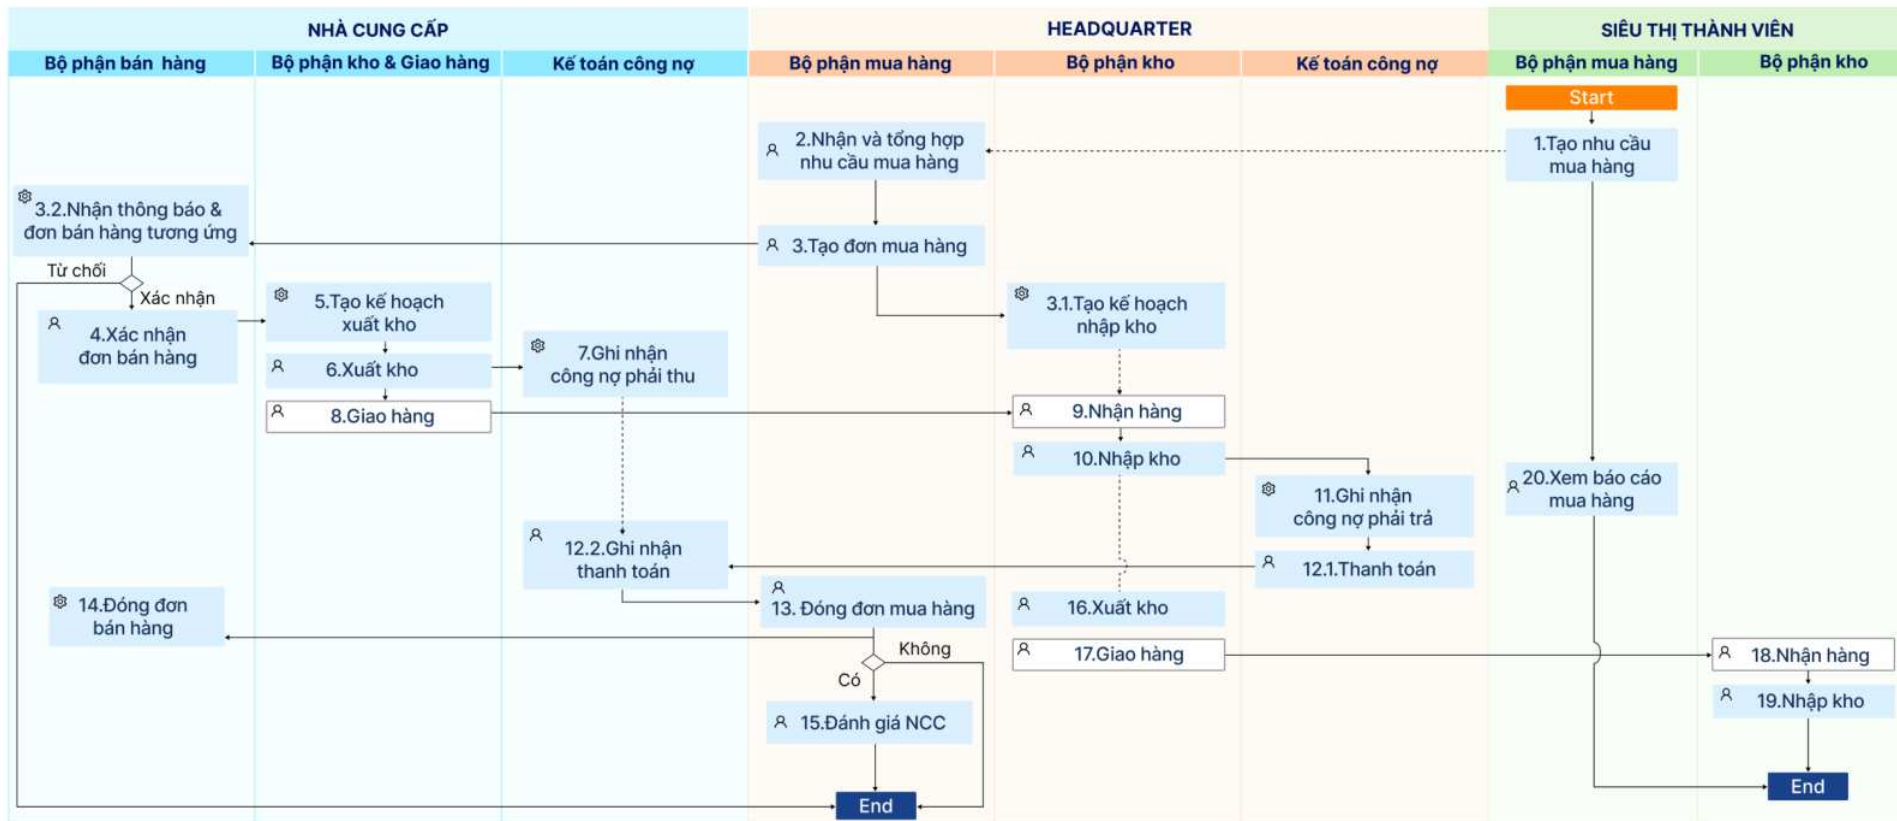 NHÀ CUNG CẤP
HEADQUARTER
SIÊU THỊ THÀNH VIÊN
Bộ phận bán hàng
Bộ phận kho & Giao hàng
Kế toán công nợ
Bộ phận mua hàng
Bộ phận kho
Kế toán công nợ
Bộ phận mua hàng
Bộ phận kho
Start
1.Tạo nhu cầu
mua hàng
2.Nhận và tổng hợp
nhu cầu mua hàng
3.Tạo đơn mua hàng
3.2.Nhận thông báo &
đơn bán hàng tương ứng
Từ chối
Xác nhận
4.Xác nhận
đơn bán hàng
5.Tạo kế hoạch
xuất kho
3.1.Tạo kế hoạch
nhập kho
6.Xuất kho
7.Ghi nhận
công nợ phải thu
8.Giao hàng
9.Nhận hàng
10.Nhập kho
11.Ghi nhận
công nợ phải trả
20.Xem báo cáo
mua hàng
12.2.Ghi nhận
thanh toán
12.1.Thanh toán
13. Đóng đơn mua hàng
14.Đóng đơn
bán hàng
16.Xuất kho
Không
Có
17.Giao hàng
18.Nhận hàng
19.Nhập kho
15.Đánh giá NCC
End
End